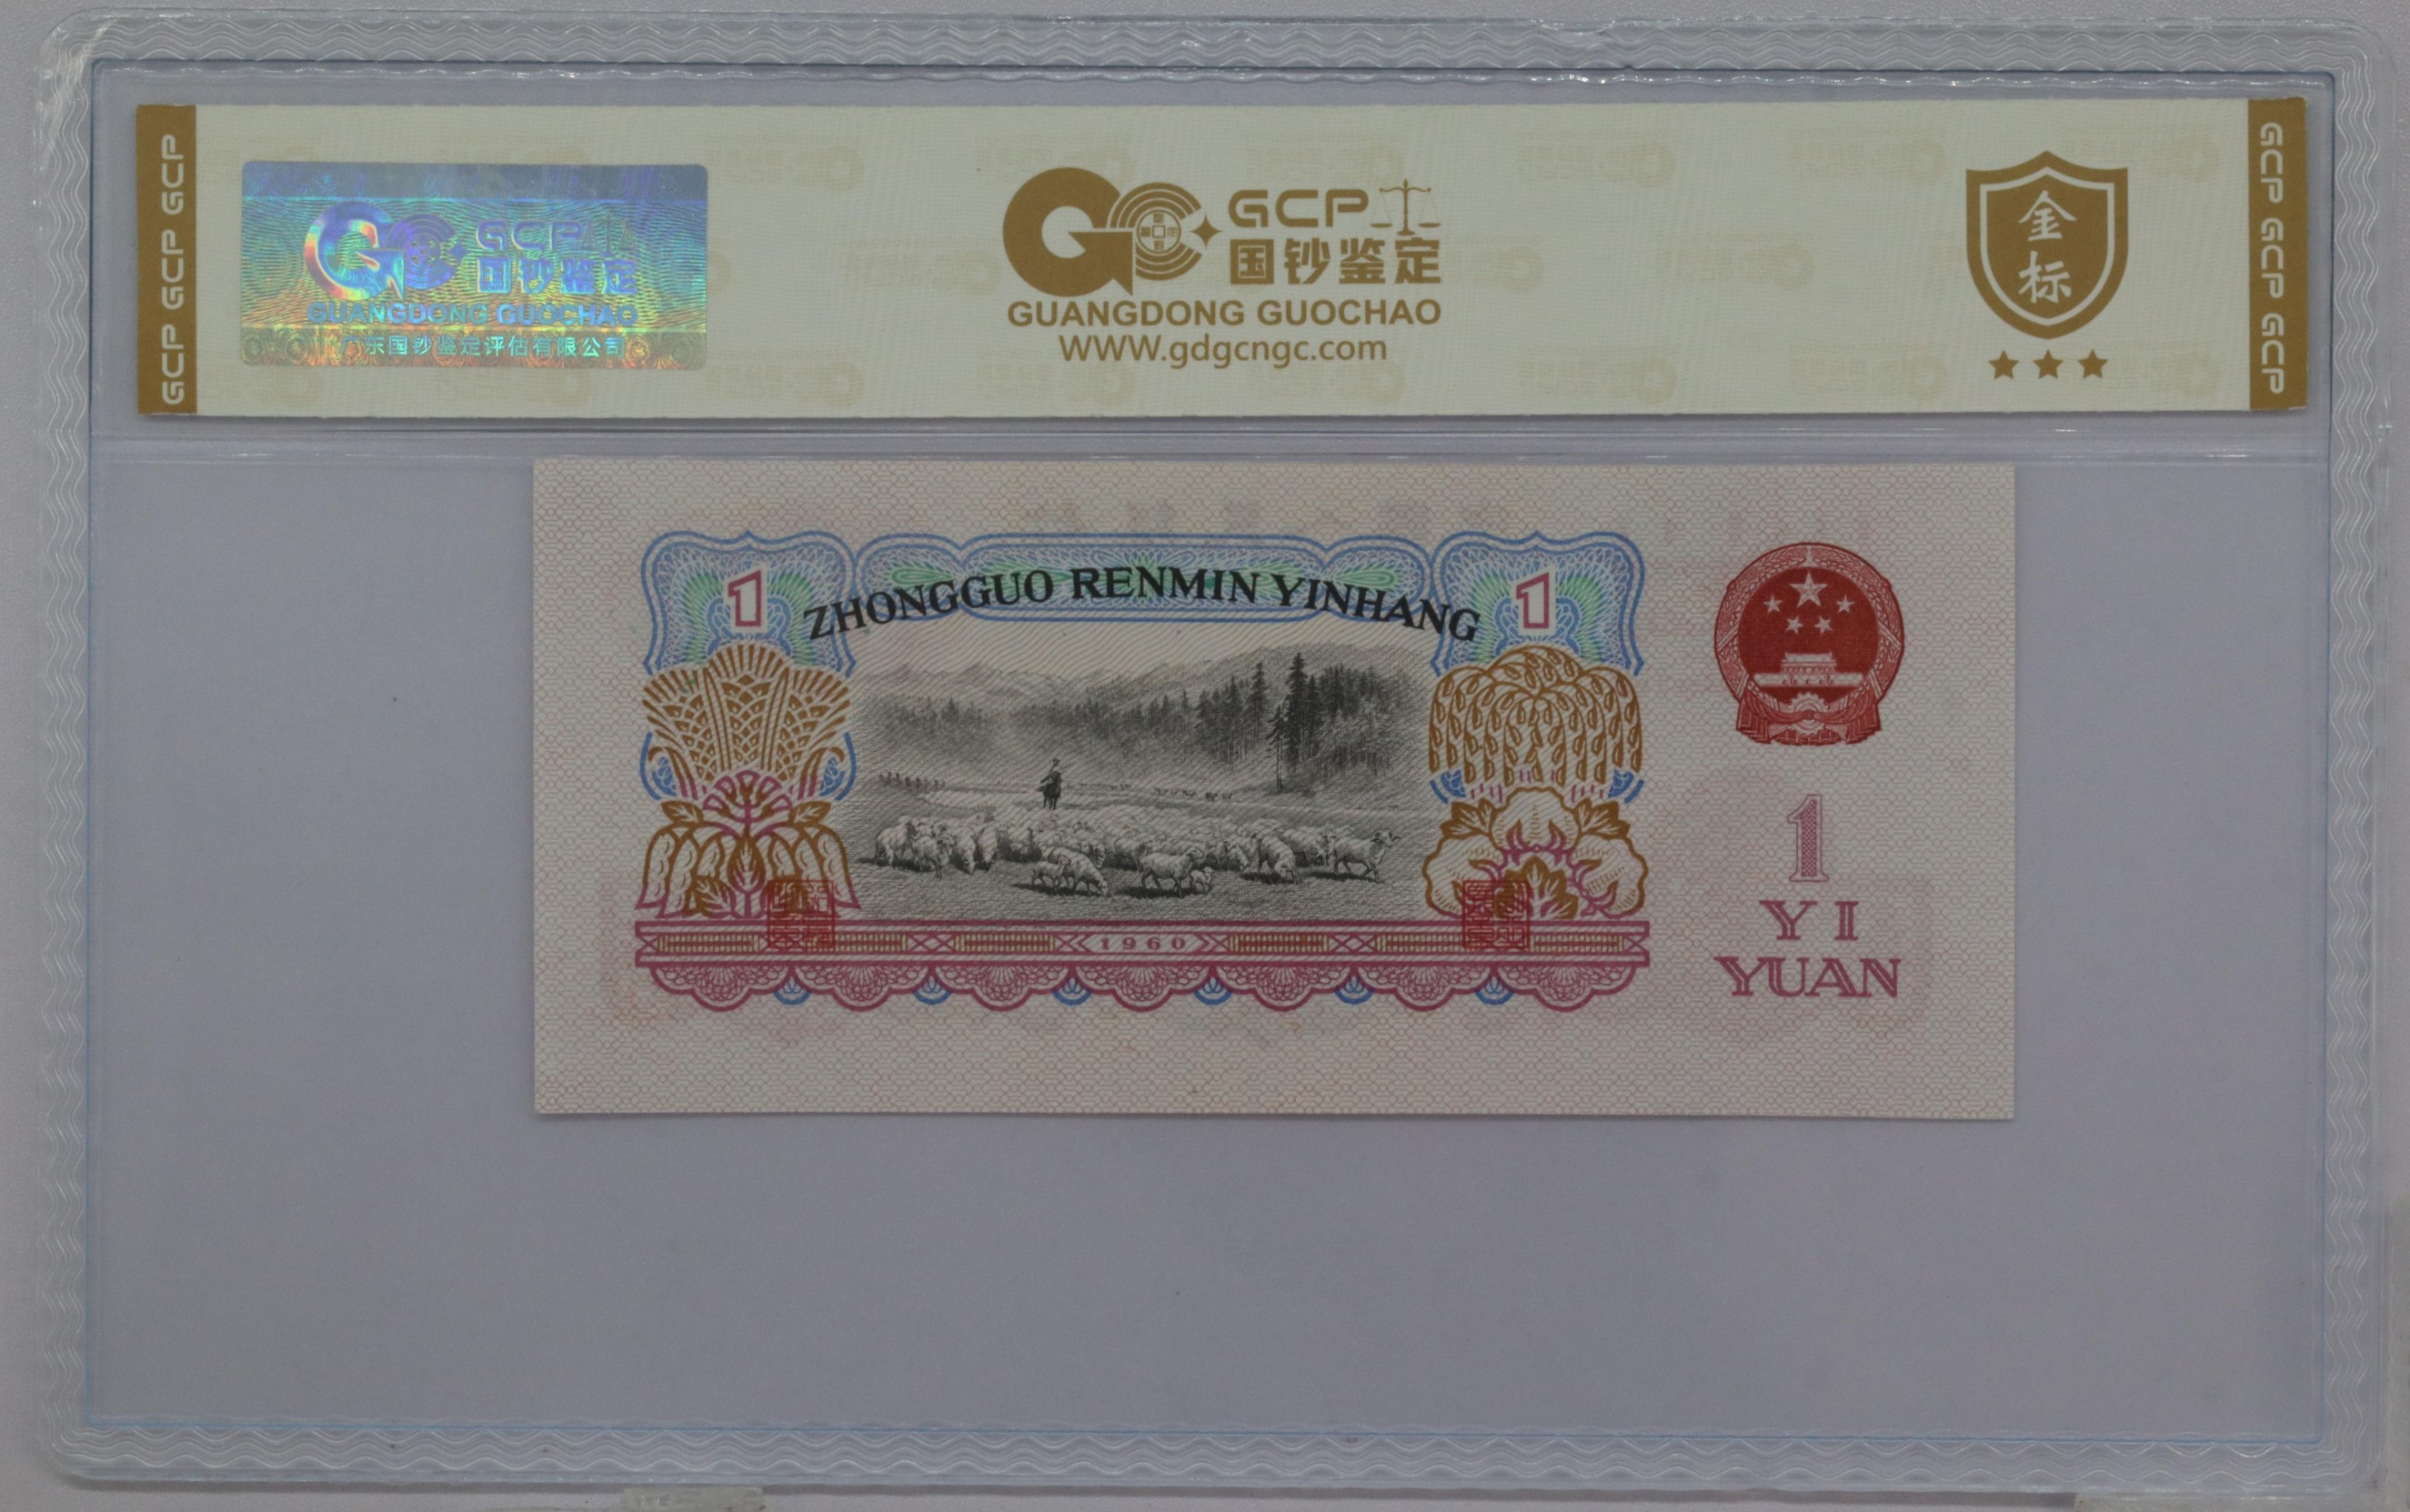 GCP GCP GCP
GCP
国钞鉴定
GUANGDONG GUOCHAO
广东国钞鉴定评估有限公司
GCP
国钞鉴定
GUANGDONG GUOCHAO
www.gdgcngc.com
金
标
GCP GCP GCP
1
ZHONGGUO RENMIN YINHANG
1
1
YI
YUAN
1960